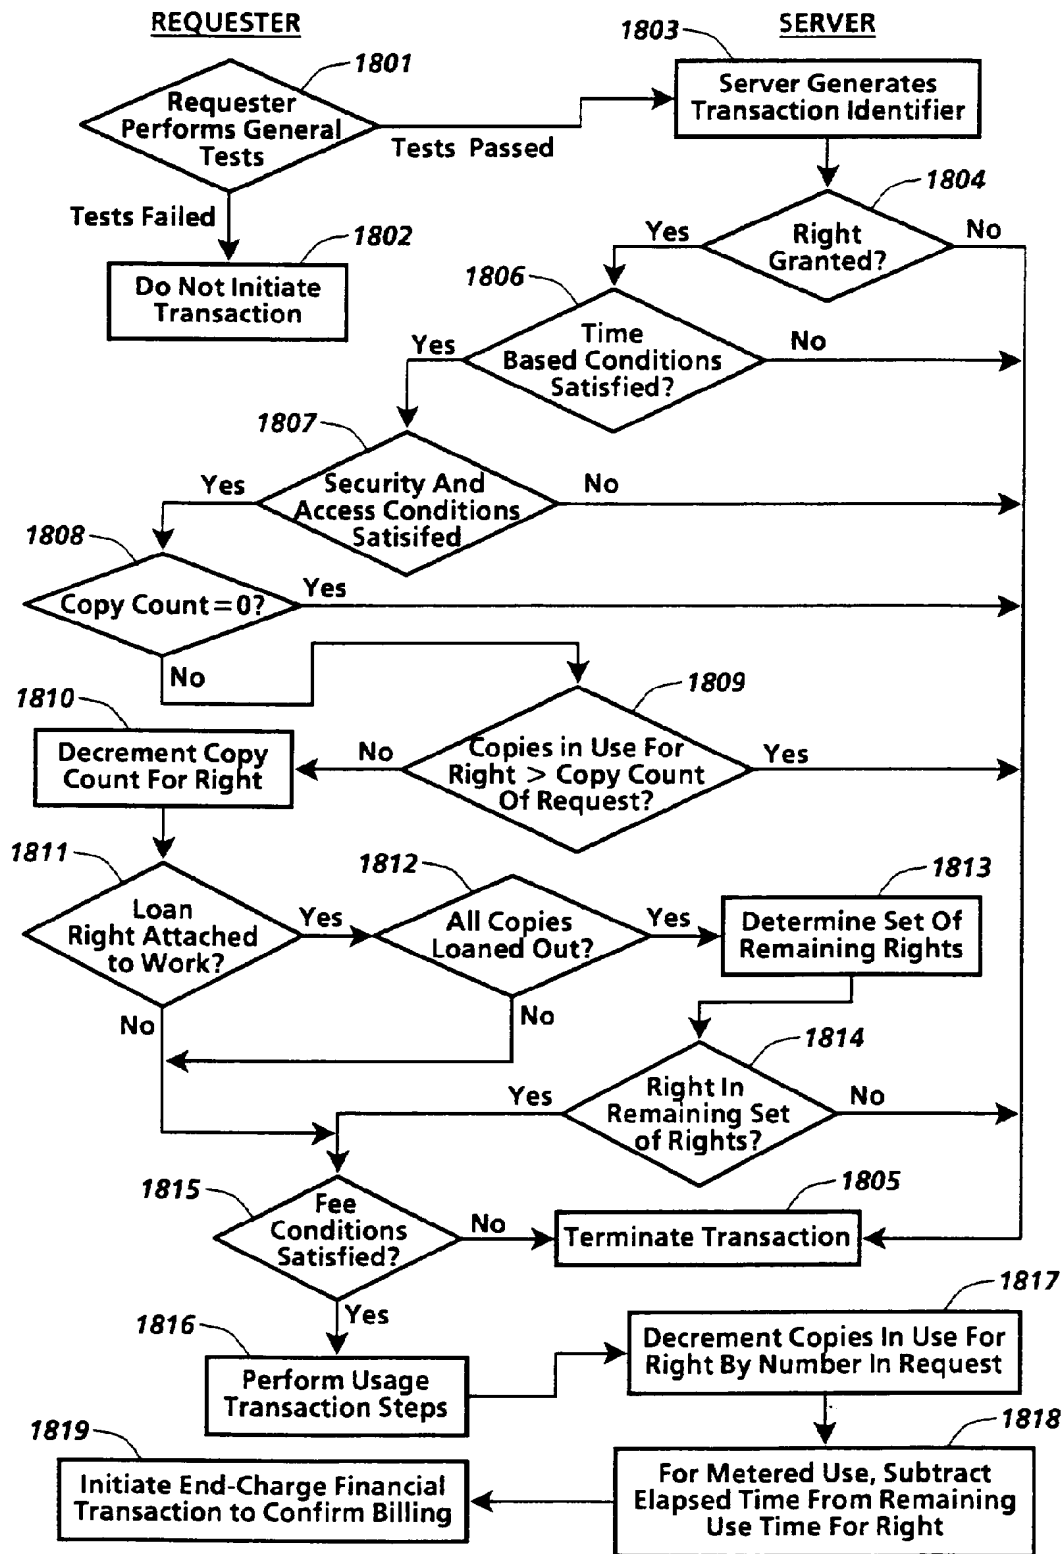 REQUESTER
SERVER
1801
1803
Requester
Performs General
Tests
Server Generates
Transaction Identifier
Tests Passed
Tests Failed
1802
Do Not Initiate
Transaction
1804
Right
Granted?
Yes
No
1806
Time
Based Conditions
Satisfied?
Yes
No
1807
Security And
Access Conditions
Satisifed
Yes
No
1808
Copy Count=0?
Yes
No
1809
Copies in Use For
Right > Copy Count
Of Request?
No
Yes
1810
Decrement Copy
Count For Right
1811
Loan
Right Attached
to Work?
Yes
No
1812
All Copies
Loaned Out?
Yes
No
1813
Determine Set Of
Remaining Rights
1814
Right In
Remaining Set
of Rights?
Yes
No
1815
Fee
Conditions
Satisfied?
No
Yes
1805
Terminate Transaction
1816
Perform Usage
Transaction Steps
1817
Decrement Copies In Use For
Right By Number In Request
1818
For Metered Use, Subtract
Elapsed Time From Remaining
Use Time For Right
1819
Initiate End-Charge Financial
Transaction to Confirm Billing